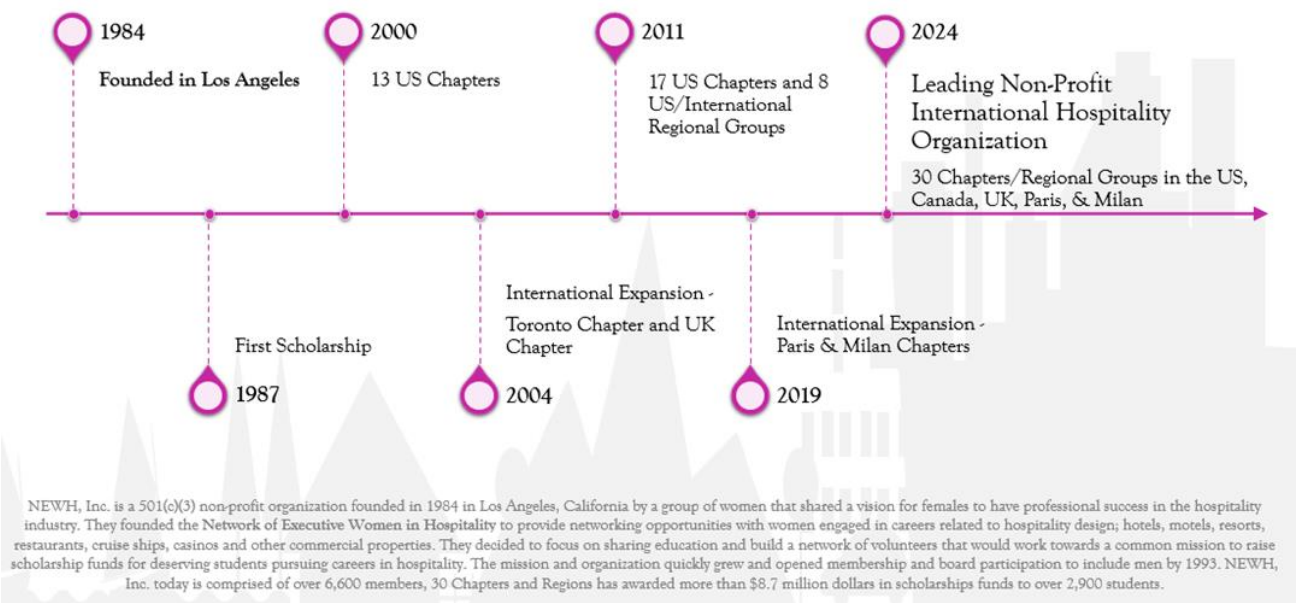 1984
Founded in Los Angeles
2000
13 US Chapters
2011
17 US Chapters and 8
US/International
Regional Groups
2024
Leading Non-Profit
International Hospitality
Organization
30 Chapters/Regional Groups in the US,
Canada, UK, Paris, & Milan
First Scholarship
1987
International Expansion -
Toronto Chapter and UK
Chapter
2004
International Expansion -
Paris & Milan Chapters
2019
NEWH, Inc. is a 501(c)(3) non-profit organization founded in 1984 in Los Angeles, California by a group of women that shared a vision for females to have professional success in the hospitality
industry. They founded the Network of Executive Women in Hospitality to provide networking opportunities with women engaged in careers related to hospitality design; hotels, motels, resorts,
restaurants, cruise ships, casinos and other commercial properties. They decided to focus on sharing education and build a network of volunteers that would work towards a common mission to raise
scholarship funds for deserving students pursuing careers in hospitality. The mission and organization quickly grew and opened membership and board participation to include men by 1993. NEWH,
Inc. today is comprised of over 6,600 members, 30 Chapters and Regions has awarded more than $8.7 million dollars in scholarships funds to over 2,900 students.